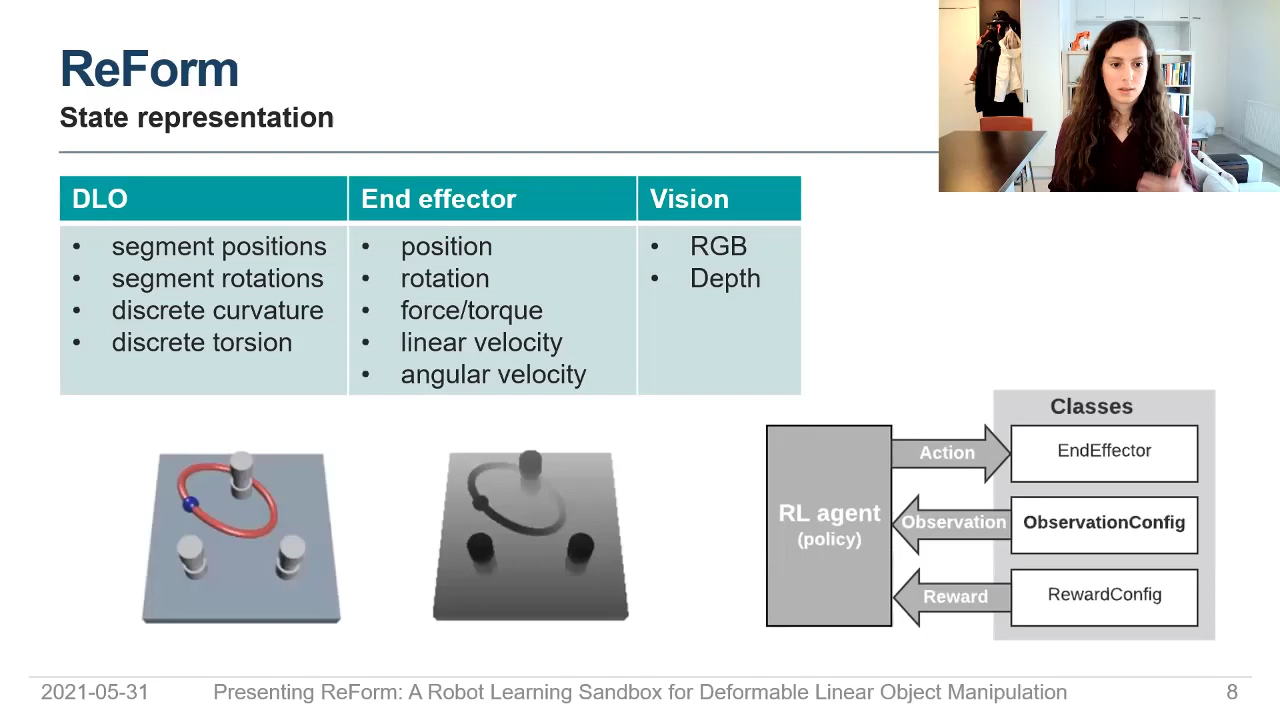 ReForm
State representation
DLO
• segment positions
• segment rotations
• discrete curvature
• discrete torsion
End effector
• position
• rotation
• force/torque
• linear velocity
• angular velocity
Vision
• RGB
• Depth
Classes
RL agent
(policy)
Action
EndEffector
Observation
ObservationConfig
Reward
RewardConfig
2021-05-31 Presenting ReForm: A Robot Learning Sandbox for Deformable Linear Object Manipulation 8